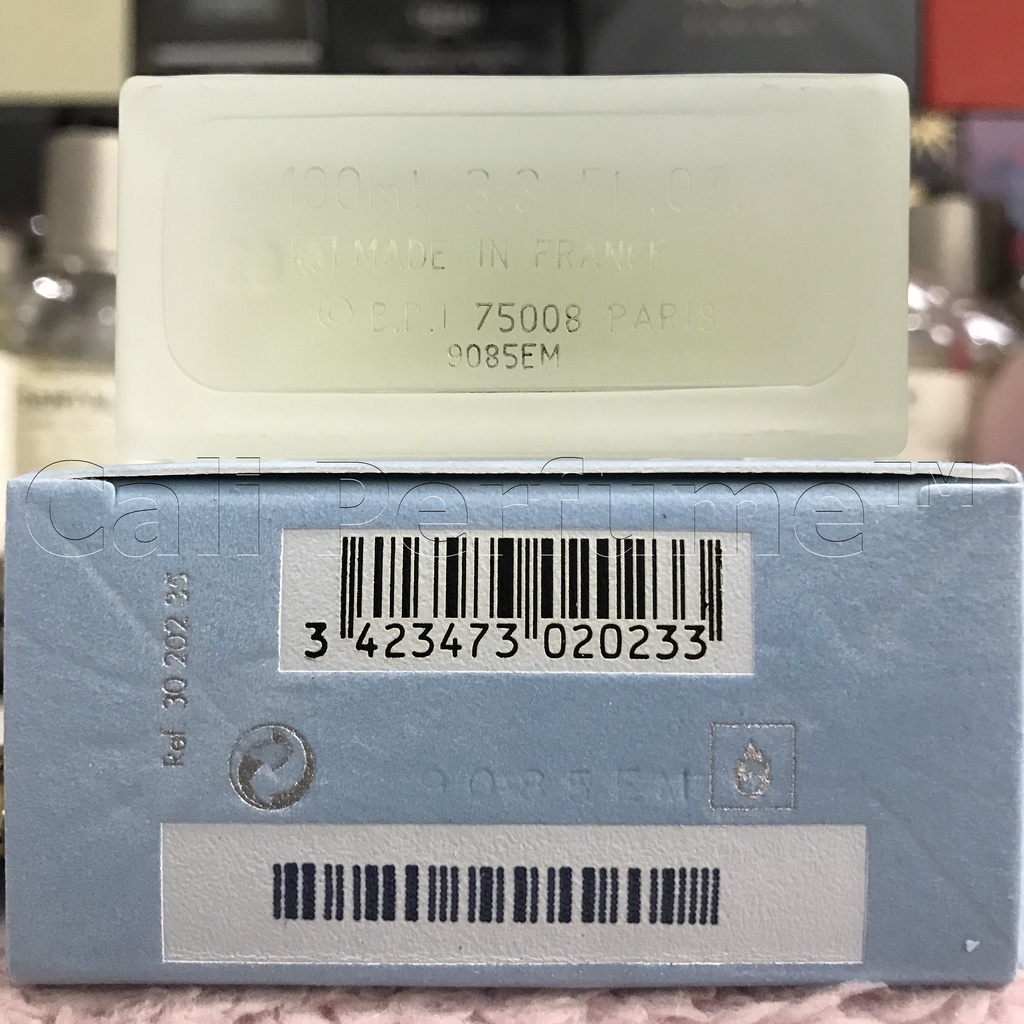 100mL 3.3 FL.OZ.
MADE IN FRANCE
© B.P.I 75008 PARIS
9085EM
Cali Perfume™
3 423473 020233
Ref. 30 202 35
9085EM